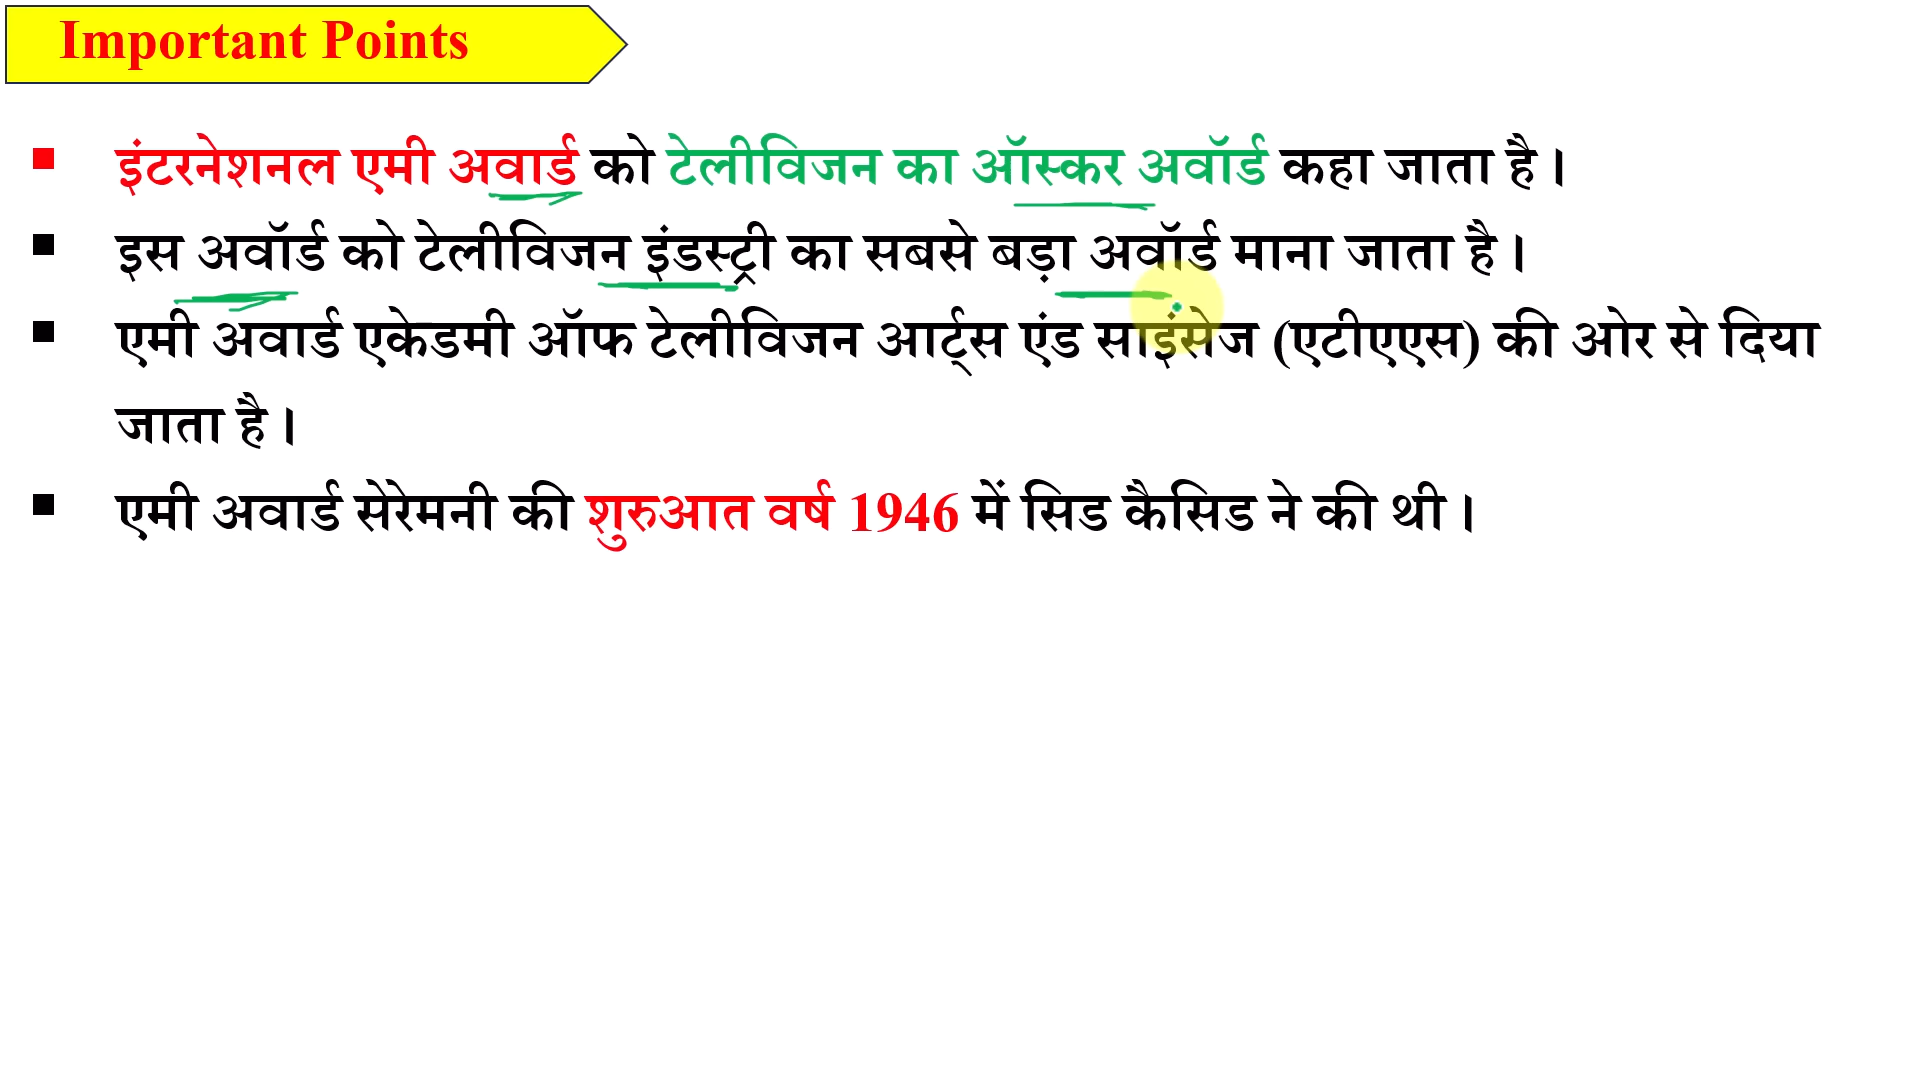 Important Points
इंटरनेशनल एमी अवार्ड को टेलीविजन का ऑस्कर अवॉर्ड कहा जाता है।
इस अवॉर्ड को टेलीविजन इंडस्ट्री का सबसे बड़ा अवॉर्ड माना जाता है।
एमी अवार्ड एकेडमी ऑफ टेलीविजन आर्ट्स एंड साइंसेज (एटीएएस) की ओर से दिया
जाता है।
एमी अवार्ड सेरेमनी की शुरुआत वर्ष 1946 में सिड कैसिड ने की थी।